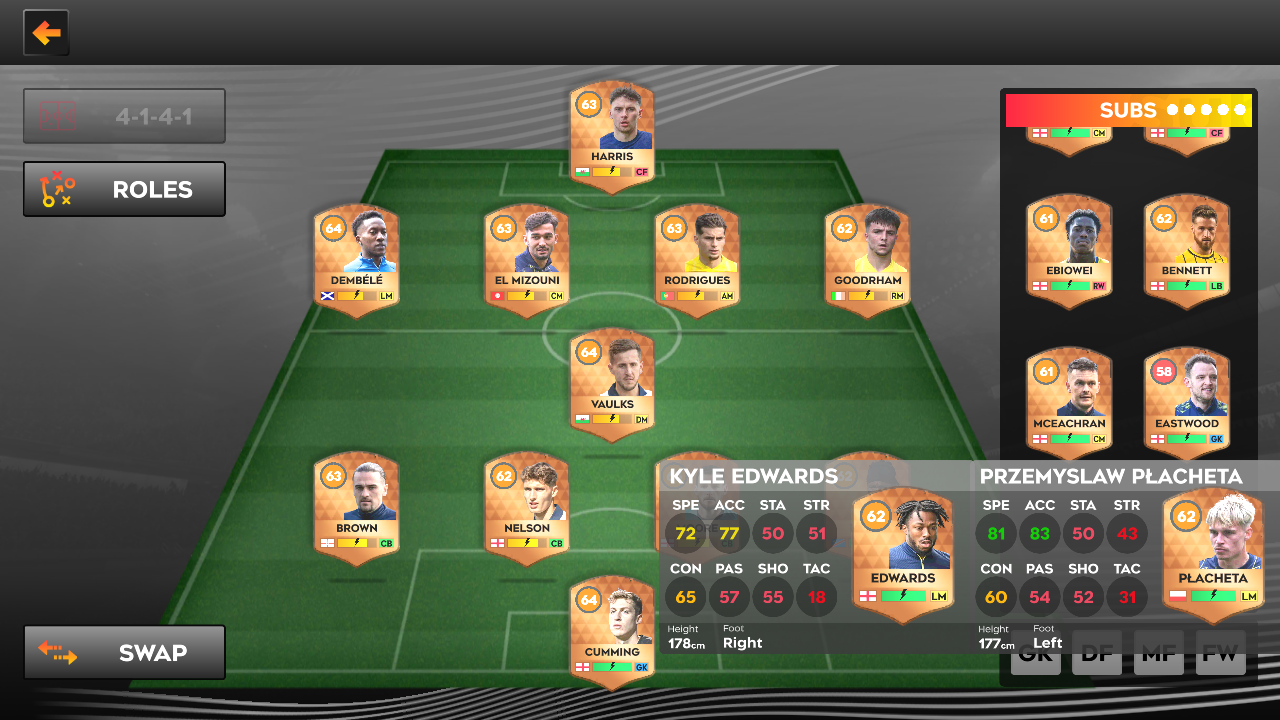 63
HARRIS
CF
4-1-4-1
ROLES
SUBS
CM
CF
64
DEMBÉLÉ
LM
63
EL MIZOUNI
CM
63
RODRIGUES
AM
62
GOODRHAM
RM
61
EBIOWEI
RW
62
BENNETT
LB
64
VAULKS
DM
61
MCEACHRAN
CM
58
EASTWOOD
GK
63
BROWN
CB
62
NELSON
CB
62
KYLE EDWARDS
SPE ACC STA STR
72 77 50 51
CON PAS SHO TAC
65 57 55 18
Height Foot
178cm Right
62
EDWARDS
LM
PRZEMYSLAW PŁACHETA
SPE ACC STA STR
81 83 50 43
CON PAS SHO TAC
60 54 52 31
Height Foot
177cm Left
62
PŁACHETA
LM
64
CUMMING
GK
SWAP
GK DF MF FW